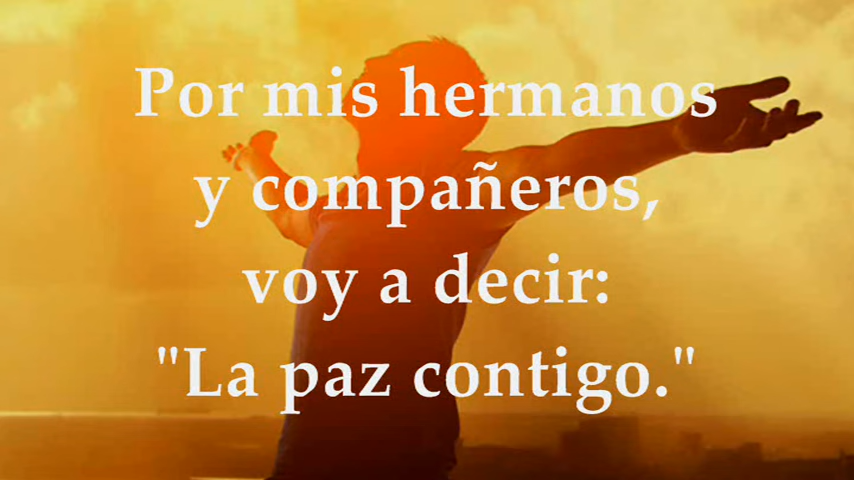 Por mis hermanos
y compañeros,
voy a decir:
"La paz contigo."